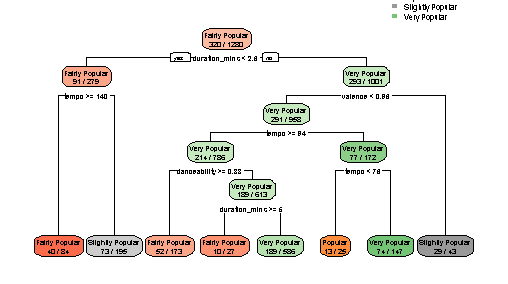 Slightly Popular
Very Popular
Fairly Popular
320 / 1280
yes duration_min < 2.6 no
Fairly Popular
91 / 279
Very Popular
293 / 1001
tempo >= 140
valence < 0.96
Very Popular
291 / 958
tempo >= 84
Very Popular
214 / 786
Very Popular
77 / 172
danceability >= 0.88
tempo < 76
Very Popular
189 / 613
duration_min >= 5
Fairly Popular
40 / 84
Slightly Popular
73 / 195
Fairly Popular
52 / 173
Fairly Popular
10 / 27
Very Popular
189 / 586
Popular
13 / 25
Very Popular
74 / 147
Slightly Popular
29 / 43